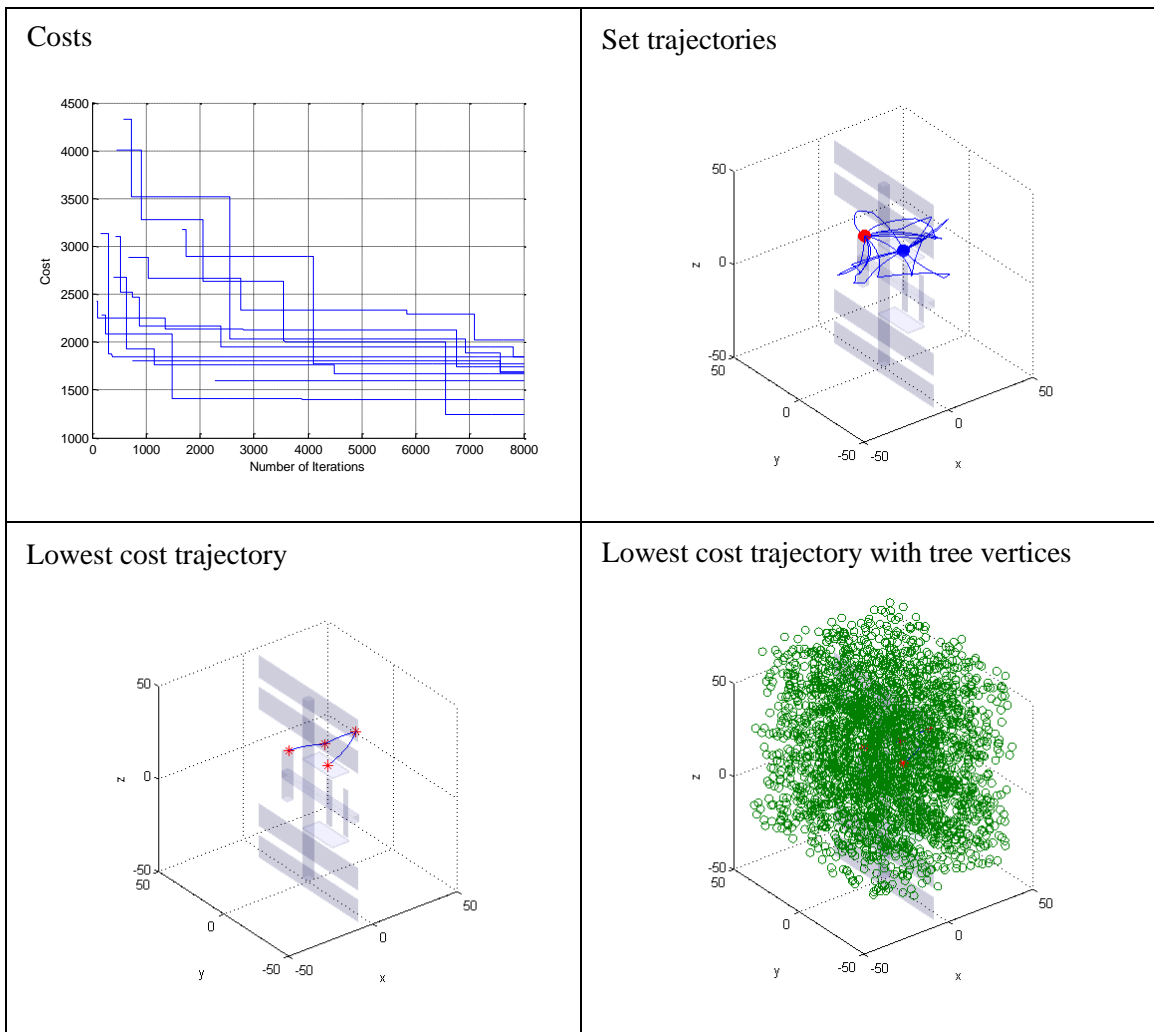 Costs
4500
4000
3500
3000
2500
2000
1500
1000
0 1000 2000 3000 4000 5000 6000 7000 8000
Cost
Number of Iterations
Set trajectories
50
0
-50
50
0
-50 -50
0
50
z
y
x
Lowest cost trajectory
50
0
-50
50
0
-50 -50
0
50
z
y
x
Lowest cost trajectory with tree vertices
50
0
-50
50
0
-50 -50
0
50
z
y
x